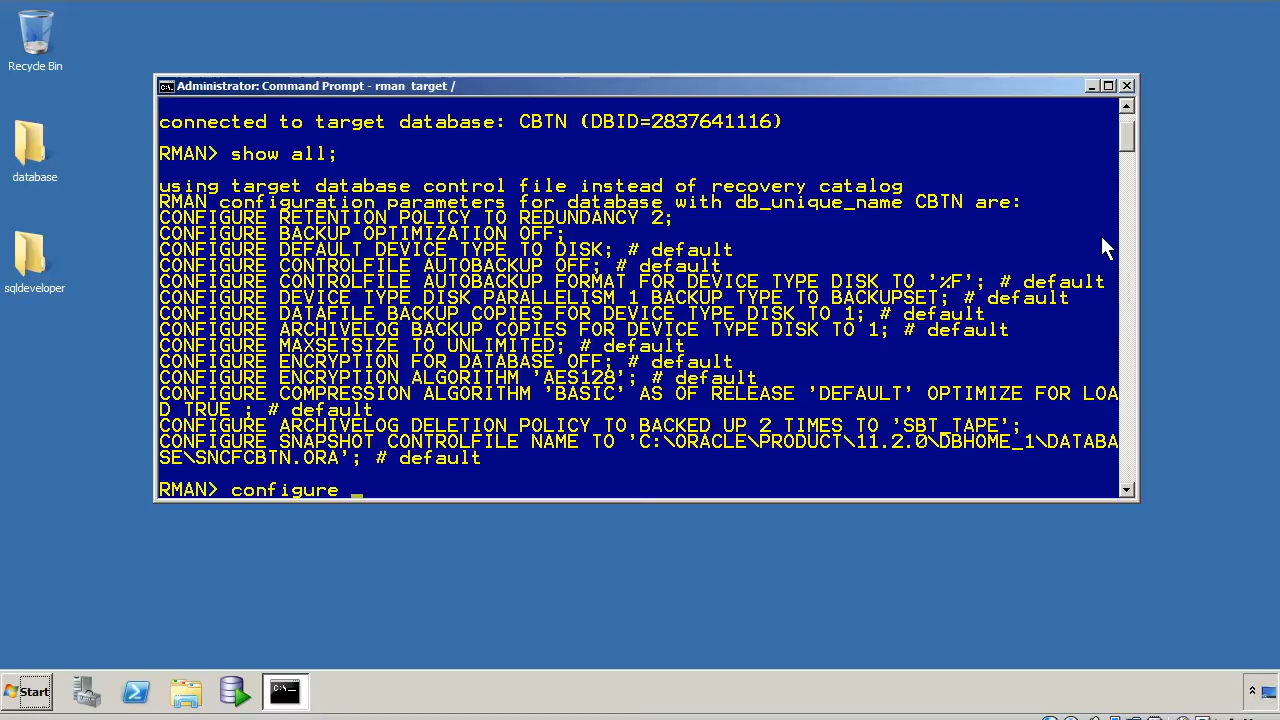 Recycle Bin
database
sqldeveloper
Administrator: Command Prompt - rman  target /
connected to target database: CBTN (DBID=2837641116)
RMAN> show all;
using target database control file instead of recovery catalog
RMAN configuration parameters for database with db_unique_name CBTN are:
CONFIGURE RETENTION POLICY TO REDUNDANCY 2;
CONFIGURE BACKUP OPTIMIZATION OFF;
CONFIGURE DEFAULT DEVICE TYPE TO DISK; # default
CONFIGURE CONTROLFILE AUTOBACKUP OFF; # default
CONFIGURE CONTROLFILE AUTOBACKUP FORMAT FOR DEVICE TYPE DISK TO '%F'; # default
CONFIGURE DEVICE TYPE DISK PARALLELISM 1 BACKUP TYPE TO BACKUPSET; # default
CONFIGURE DATAFILE BACKUP COPIES FOR DEVICE TYPE DISK TO 1; # default
CONFIGURE ARCHIVELOG BACKUP COPIES FOR DEVICE TYPE DISK TO 1; # default
CONFIGURE MAXSETSIZE TO UNLIMITED; # default
CONFIGURE ENCRYPTION FOR DATABASE OFF; # default
CONFIGURE ENCRYPTION ALGORITHM 'AES128'; # default
CONFIGURE COMPRESSION ALGORITHM 'BASIC' AS OF RELEASE 'DEFAULT' OPTIMIZE FOR LOA
D TRUE ; # default
CONFIGURE ARCHIVELOG DELETION POLICY TO BACKED UP 2 TIMES TO 'SBT_TAPE';
CONFIGURE SNAPSHOT CONTROLFILE NAME TO 'C:\ORACLE\PRODUCT\11.2.0\DBHOME_1\DATABA
SE\SNCFCBTN.ORA'; # default
RMAN> configure _
Start